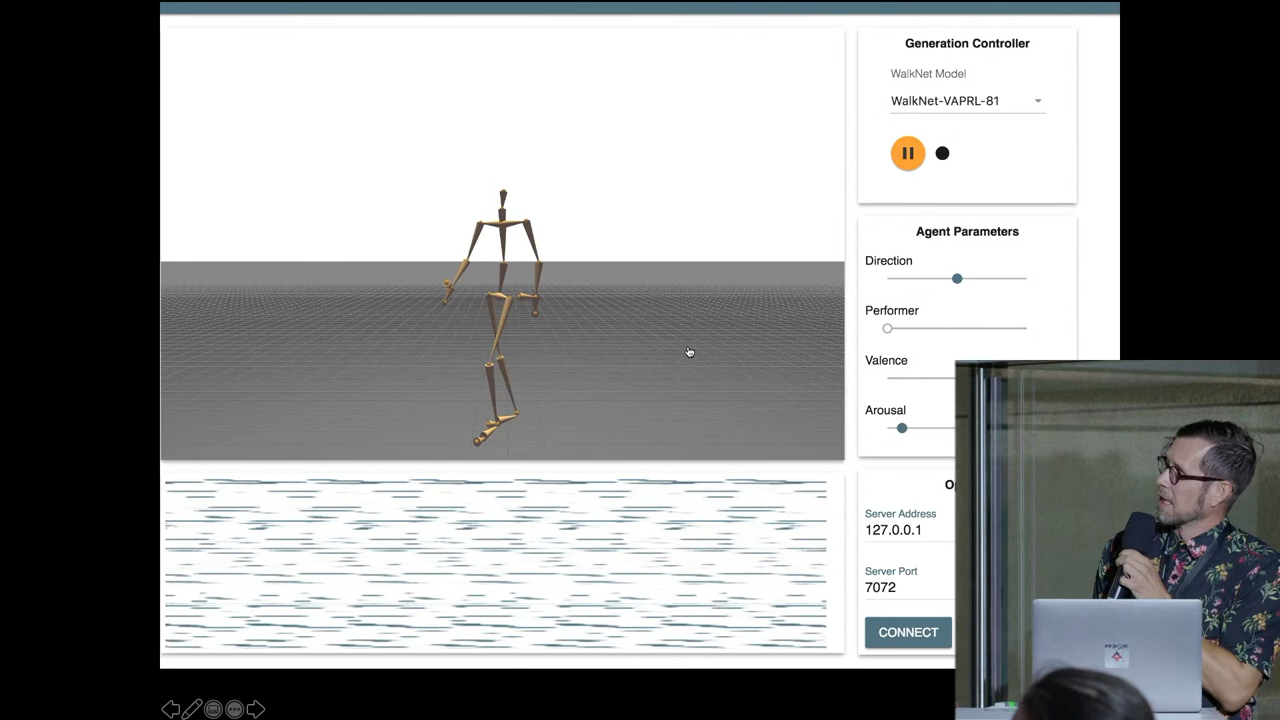 Generation Controller
WalkNet Model
WalkNet-VAPRL-81
Agent Parameters
Direction
Performer
Valence
Arousal
Server Address
127.0.0.1
Server Port
7072
CONNECT